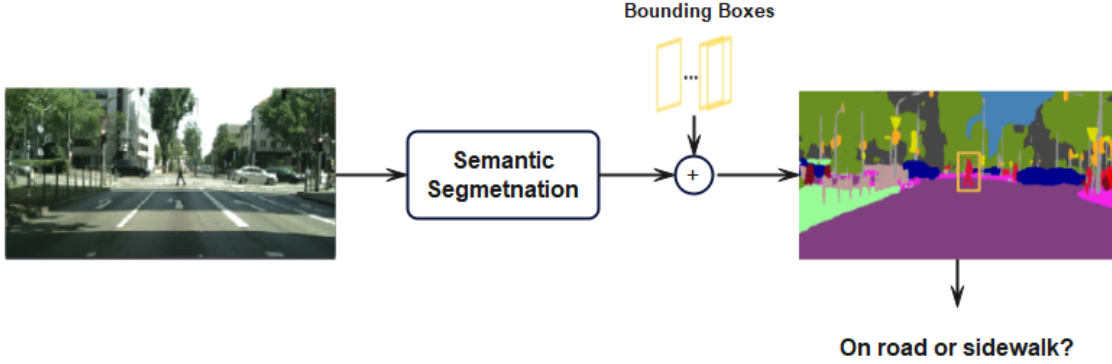 Bounding Boxes
...
Semantic
Segmetnation
+
On road or sidewalk?